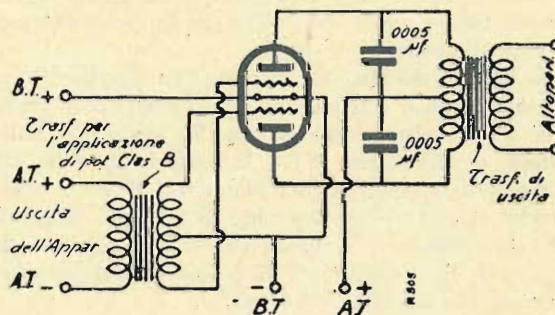 .0005
μf.
B.T.+
Trasf per
l'applicazione
di pot Clas B
A.T. +
Uscita
dell'Appar
A.T. -
.0005
μf.
Altoparl.
Trasf. di
uscita
- +
B.T A.T.
R 505